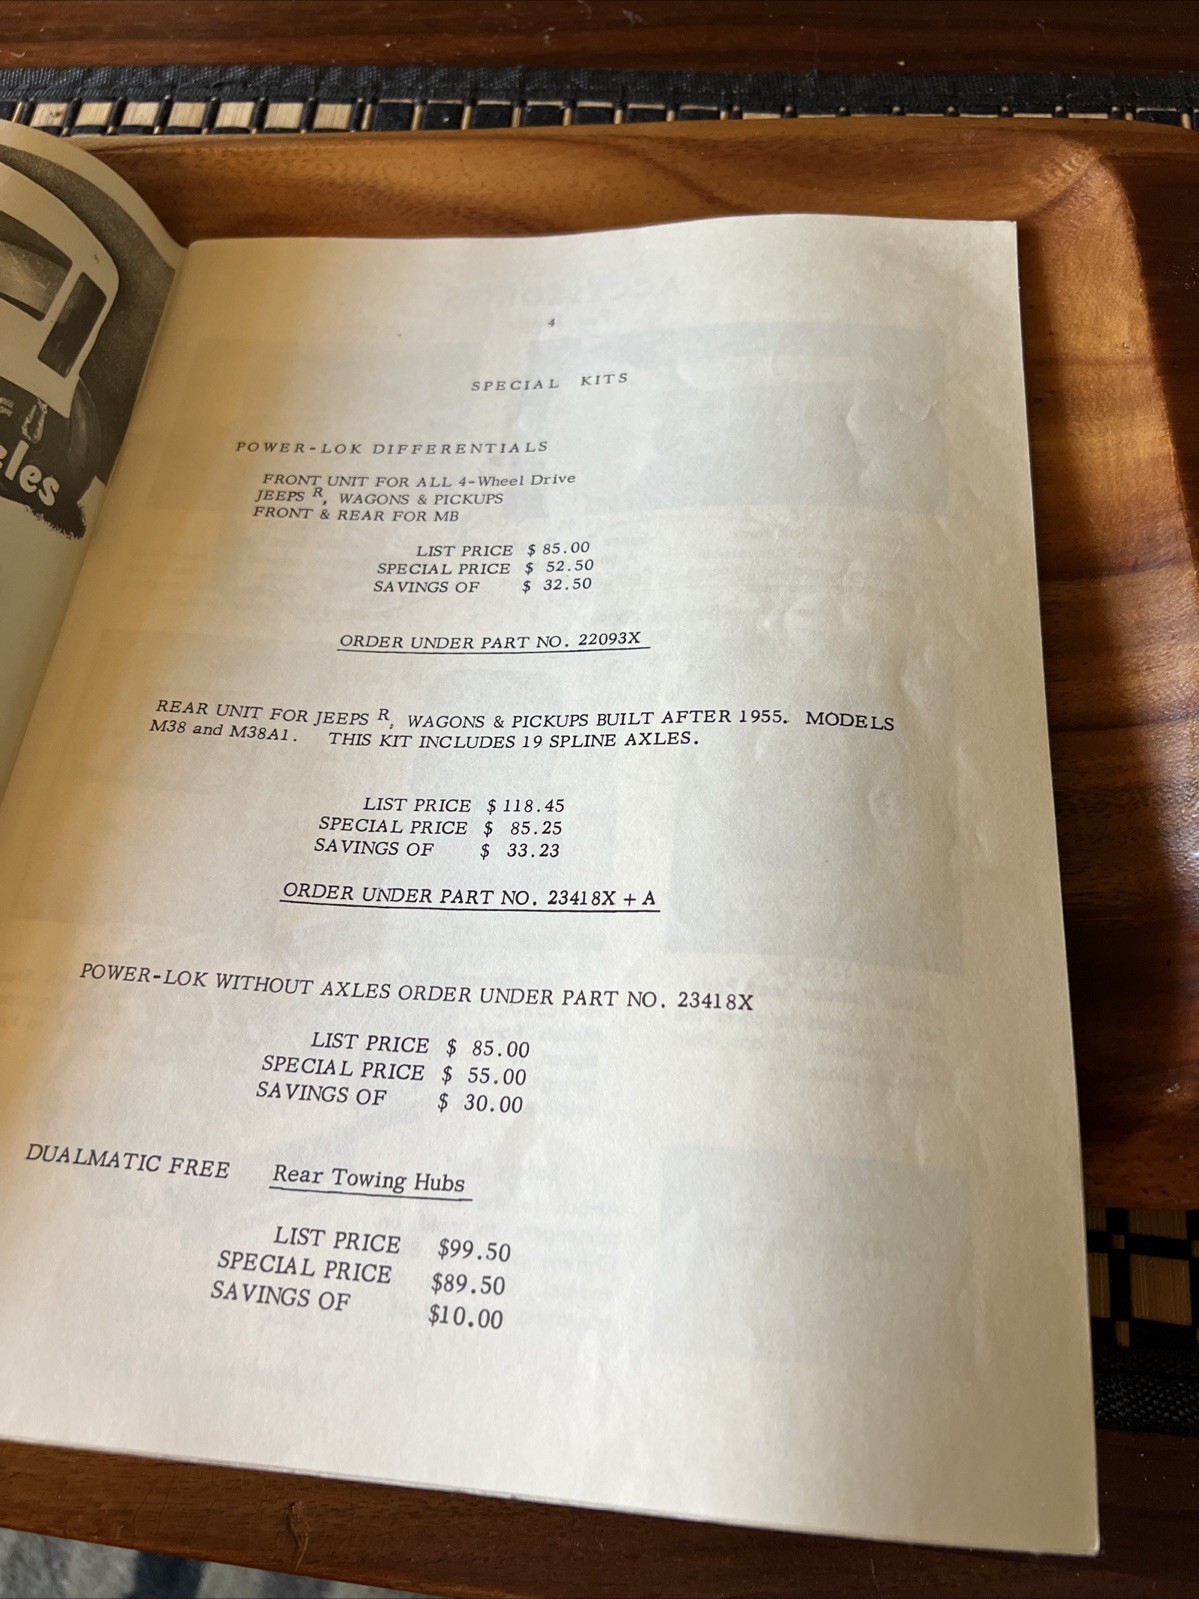 cles
4
SPECIAL KITS
POWER-LOK DIFFERENTIALS
FRONT UNIT FOR ALL 4-Wheel Drive
JEEPS R, WAGONS & PICKUPS
FRONT & REAR FOR MB
LIST PRICE $ 85.00
SPECIAL PRICE $ 52.50
SAVINGS OF $ 32.50
ORDER UNDER PART NO. 22093X
REAR UNIT FOR JEEPS R, WAGONS & PICKUPS BUILT AFTER 1955. MODELS
M38 and M38A1. THIS KIT INCLUDES 19 SPLINE AXLES.
LIST PRICE $ 118.45
SPECIAL PRICE $ 85.25
SAVINGS OF $ 33.23
ORDER UNDER PART NO. 23418X + A
POWER-LOK WITHOUT AXLES ORDER UNDER PART NO. 23418X
LIST PRICE $ 85.00
SPECIAL PRICE $ 55.00
SAVINGS OF $ 30.00
DUALMATIC FREE Rear Towing Hubs
LIST PRICE $99.50
SPECIAL PRICE $89.50
SAVINGS OF $10.00